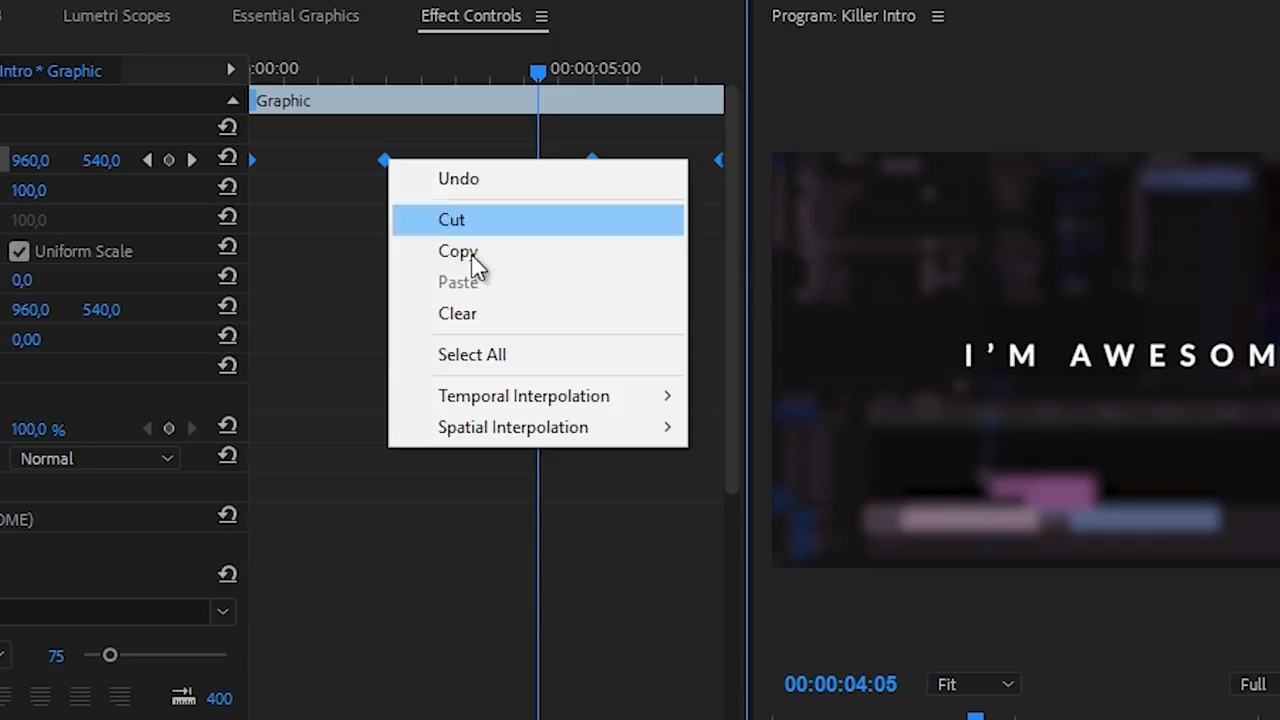 Lumetri Scopes
Essential Graphics
Effect Controls
Program: Killer Intro
Intro * Graphic
:00:00
00:00:05:00
Graphic
960,0 540,0
100,0
100,0
Uniform Scale
0,0
960,0 540,0
0,00
100,0 %
Normal
OME)
75
400
Undo
Cut
Copy
Paste
Clear
Select All
Temporal Interpolation
Spatial Interpolation
I'M AWESOM
00:00:04:05
Fit
Full